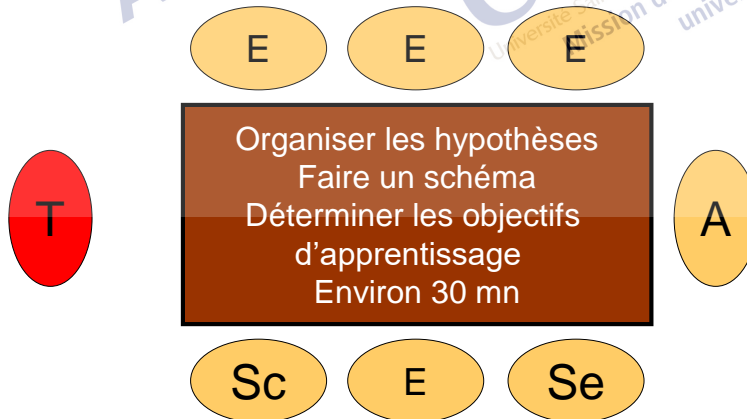 E E E
Organiser les hypothèses
Faire un schéma
T
Déterminer les objectifs
A
d'apprentissage
Environ 30 mn
Sc E Se